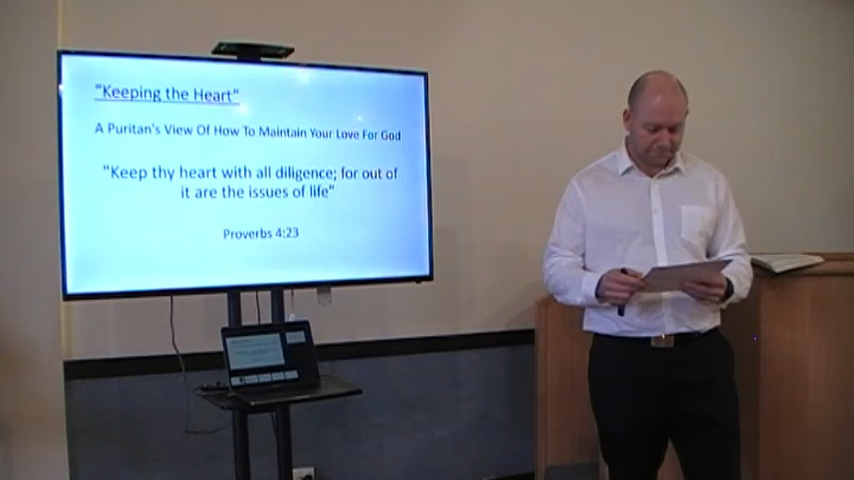 "Keeping the Heart"
A Puritan's View Of How To Maintain Your Love For God
"Keep thy heart with all diligence; for out of
it are the issues of life"
Proverbs 4:23